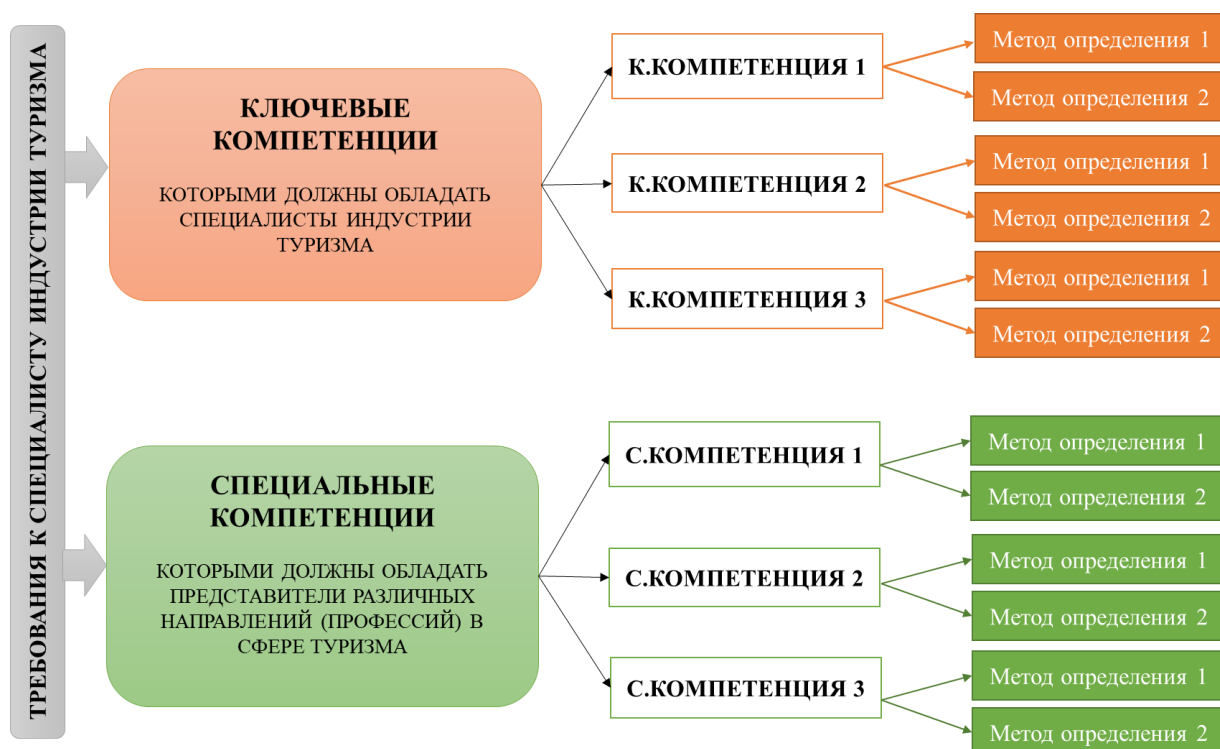 ТРЕБОВАНИЯ К СПЕЦИАЛИСТУ ИНДУСТРИИ ТУРИЗМА
КЛЮЧЕВЫЕ
КОМПЕТЕНЦИИ
КОТОРЫМИ ДОЛЖНЫ ОБЛАДАТЬ
СПЕЦИАЛИСТЫ ИНДУСТРИИ
ТУРИЗМА
К.КОМПЕТЕНЦИЯ 1
Метод определения 1
Метод определения 2
К.КОМПЕТЕНЦИЯ 2
Метод определения 1
Метод определения 2
К.КОМПЕТЕНЦИЯ 3
Метод определения 1
Метод определения 2
СПЕЦИАЛЬНЫЕ
КОМПЕТЕНЦИИ
КОТОРЫМИ ДОЛЖНЫ ОБЛАДАТЬ
ПРЕДСТАВИТЕЛИ РАЗЛИЧНЫХ
НАПРАВЛЕНИЙ (ПРОФЕССИЙ) В
СФЕРЕ ТУРИЗМА
С.КОМПЕТЕНЦИЯ 1
Метод определения 1
Метод определения 2
С.КОМПЕТЕНЦИЯ 2
Метод определения 1
Метод определения 2
С.КОМПЕТЕНЦИЯ 3
Метод определения 1
Метод определения 2